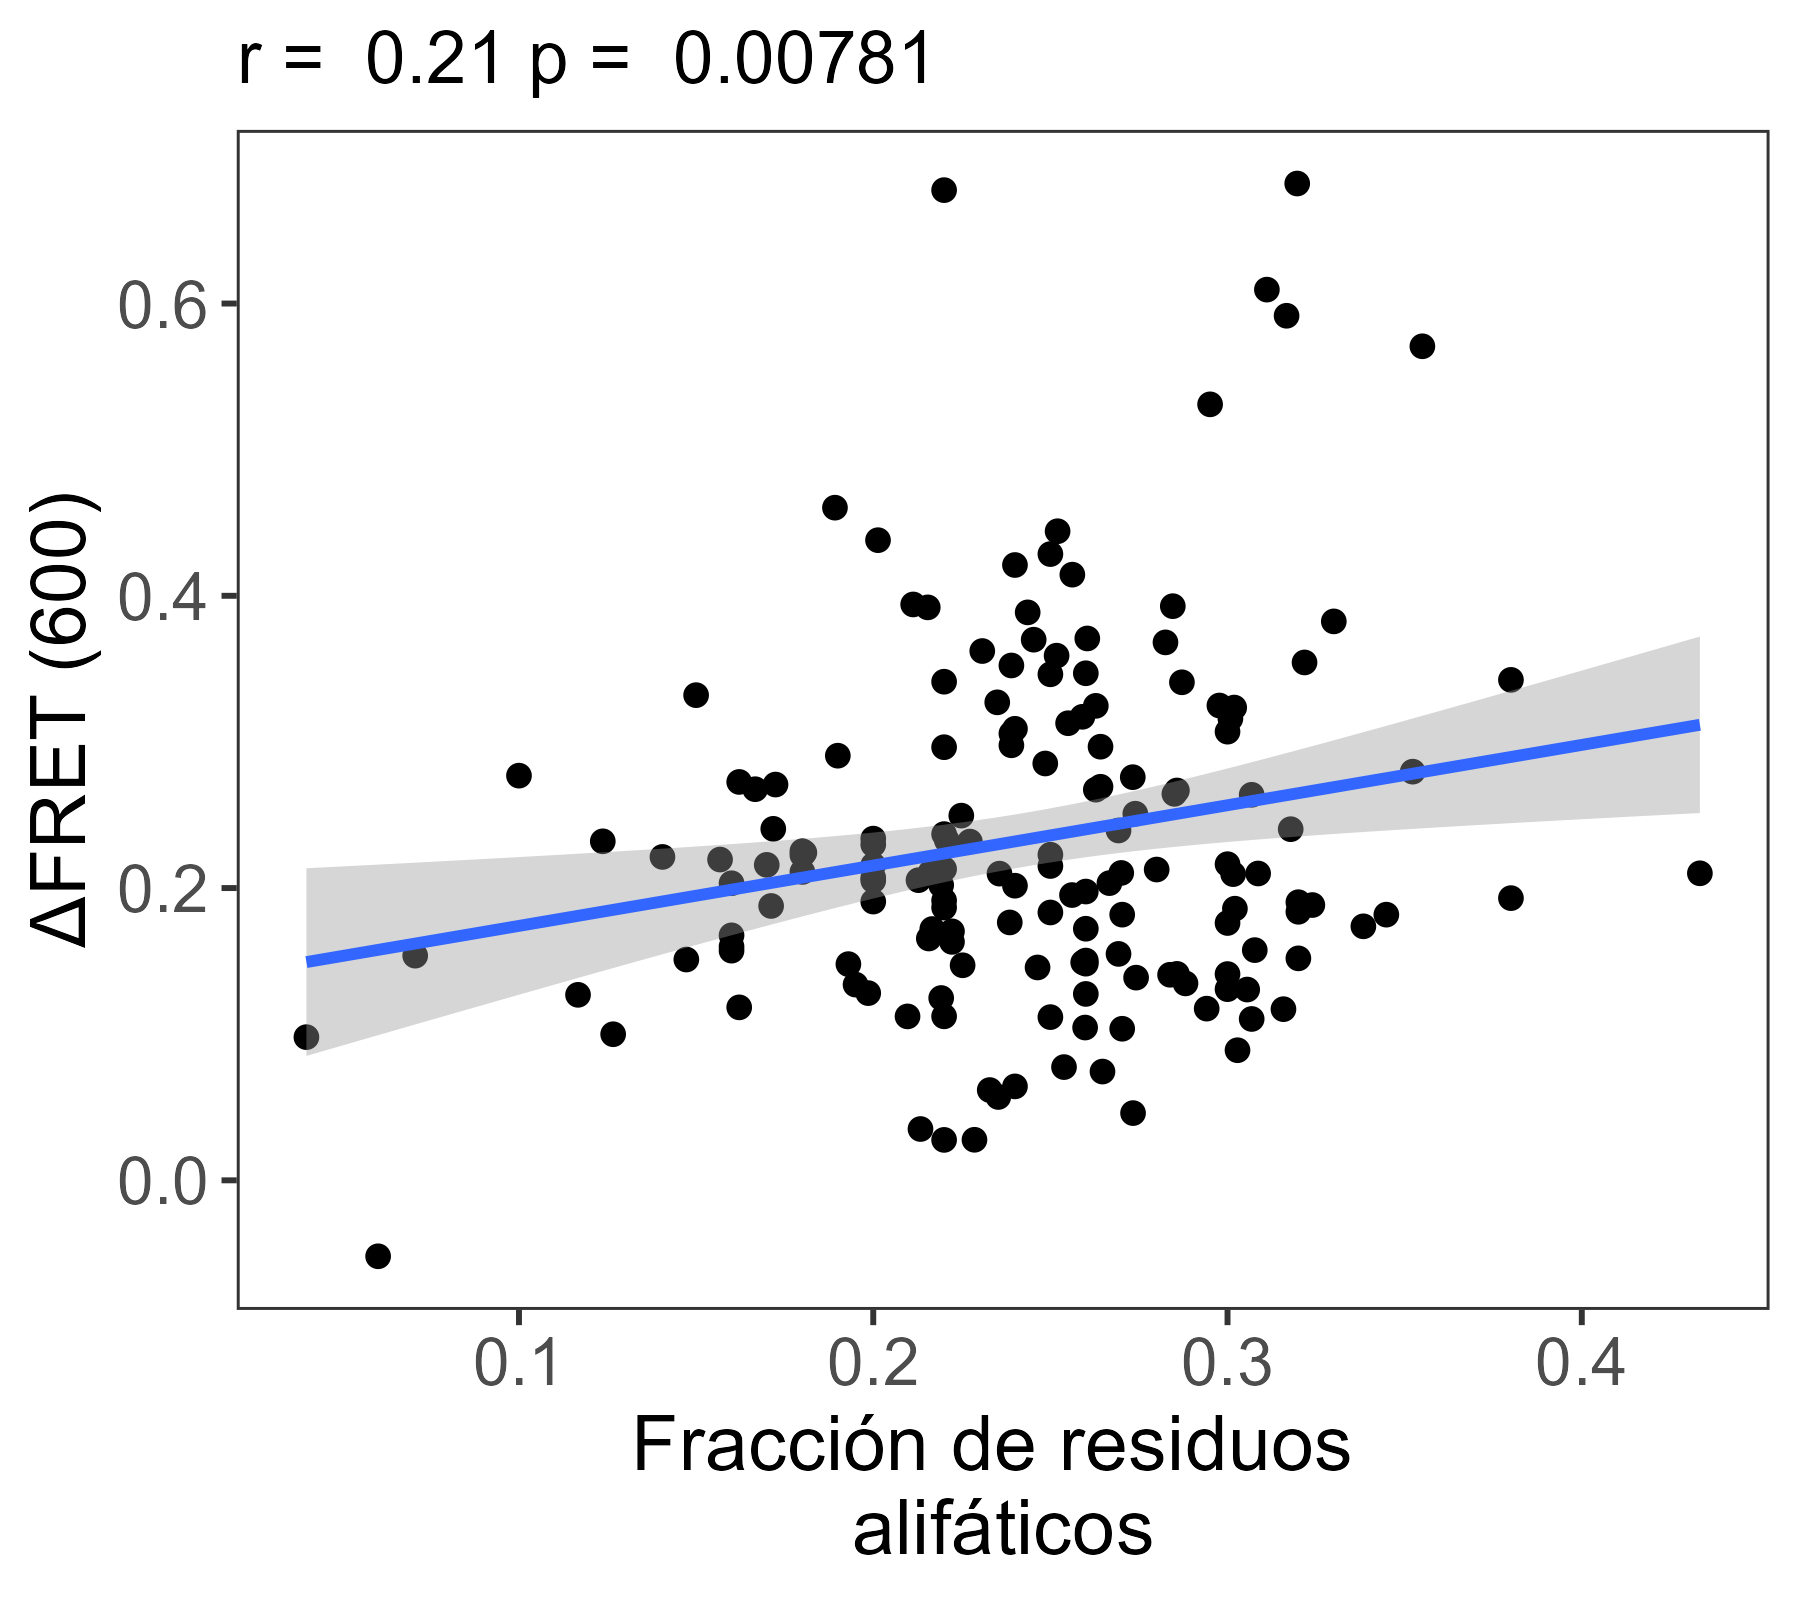 r = 0.21 p = 0.00781
ΔFRET (600)
0.6
0.4
0.2
0.0
0.1 0.2 0.3 0.4
Fracción de residuos
alifáticos